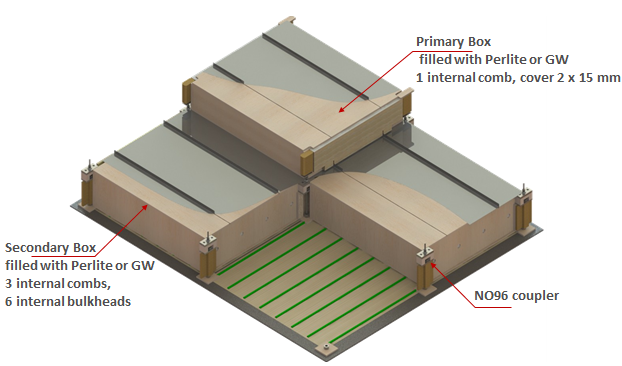 Primary Box
filled with Perlite or GW
1 internal comb, cover 2 x 15 mm
Secondary Box
filled with Perlite or GW
3 internal combs,
6 internal bulkheads
NO96 coupler